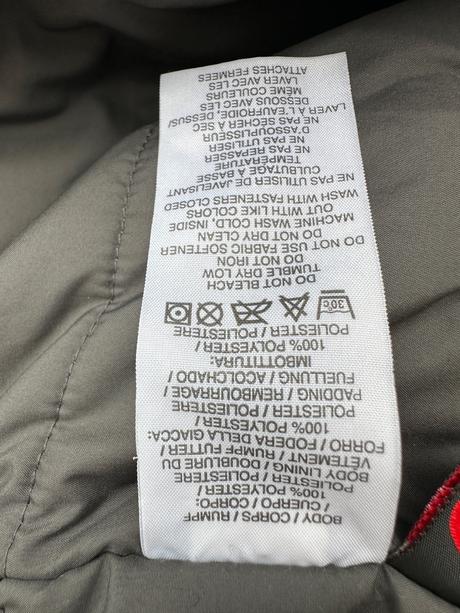 BODY / CORPS / RUMPF
/ CUERPO / CORPO:
100% POLYESTER /
POLIESTER / POLIESTERE
BODY LINING / DOUBLURE DU
VÊTEMENT / RUMPF FUTTER /
FORRO / FODERA DELLA GIACCA:
100% POLYESTER /
POLIESTER / POLIESTERE
PADDING / REMBOURRAGE /
FUELLUNG / ACOLCHADO /
IMBOTTITURA:
100% POLYESTER /
POLIESTER / POLIESTERE
30°C
DO NOT BLEACH
TUMBLE DRY LOW
DO NOT IRON
DO NOT USE FABRIC SOFTENER
DO NOT DRY CLEAN
MACHINE WASH COLD, INSIDE
OUT WITH LIKE COLORS
WASH WITH FASTENERS CLOSED
NE PAS UTILISER DE JAVELISANT
CULBUTAGE À BASSE
TEMPÉRATURE
NE PAS REPASSER
NE PAS UTILISER
D'ASSOUPLISSEUR
NE PAS SÉCHER À SEC
LAVER À L'EAUFROIDE, DESSUS/
DESSOUS AVEC LES
MÊME COULEURS
LAVER AVEC LES
ATTACHES FERMÉES